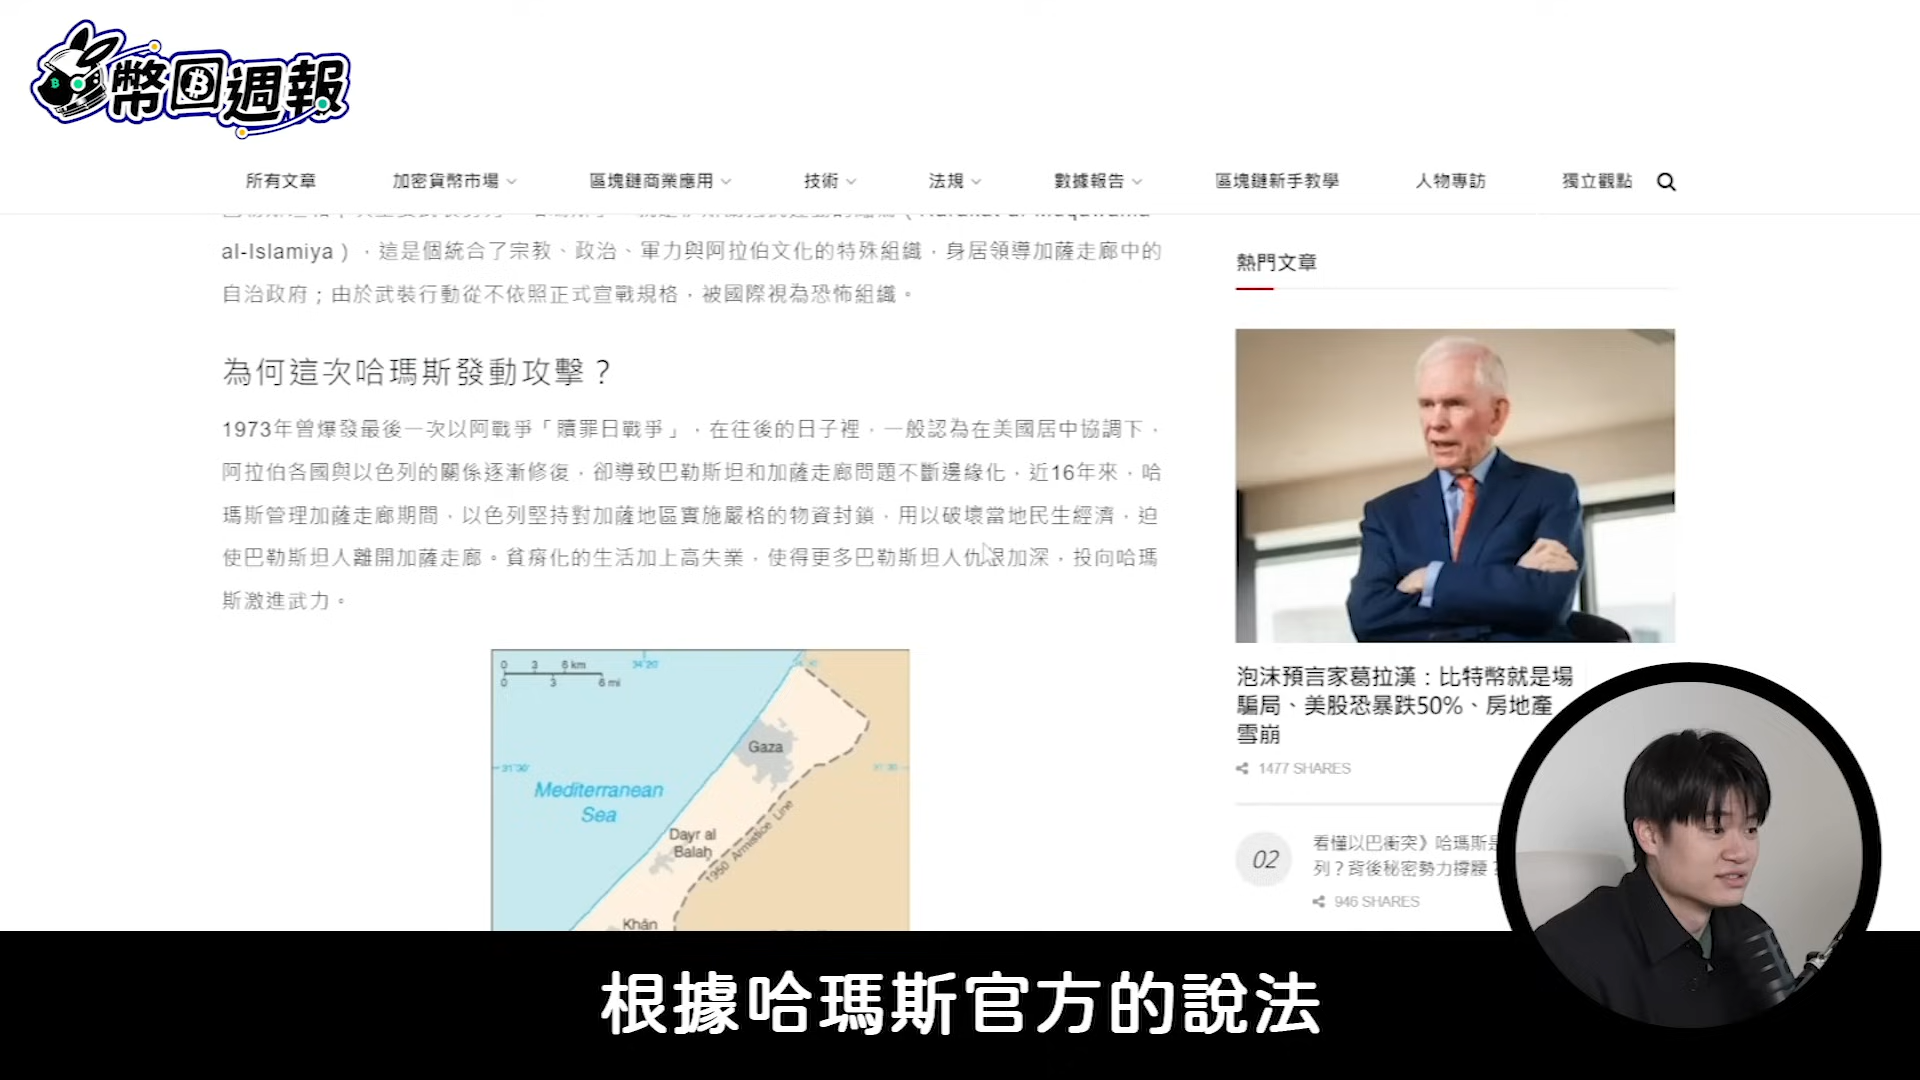 幣回週報
所有文章
加密貨幣市場
區塊鏈商業應用
技術
法規
數據報告
區塊鏈新手教學
人物專訪
獨立觀點
al-Islamiya），這是個統合了宗教、政治、軍力與阿拉伯文化的特殊組織，身居領導加薩走廊中的
自治政府；由於武裝行動從不依照正式宣戰規格，被國際視為恐怖組織。
為何這次哈瑪斯發動攻擊？
1973年曾爆發最後一次以阿戰爭「贖罪日戰爭」，在往後的日子裡，一般認為在美國居中協調下，
阿拉伯各國與以色列的關係逐漸修復，卻導致巴勒斯坦和加薩走廊問題不斷邊緣化，近16年來，哈
瑪斯管理加薩走廊期間，以色列堅持對加薩地區實施嚴格的物資封鎖，用以破壞當地民生經濟，迫
使巴勒斯坦人離開加薩走廊。貧瘠化的生活加上高失業，使得更多巴勒斯坦人仇恨加深，投向哈瑪
斯激進武力。
0 3 6 km
0 3 6 mi
34°20'
31°30'
Gaza
Mediterranean
Sea
Dayr al
Balah
1950 Armistice Line
Khān
熱門文章
泡沫預言家葛拉漢：比特幣就是場
騙局、美股恐暴跌50%、房地產
雪崩
1477 SHARES
02
看懂以巴衝突》哈瑪斯
列？背後秘密勢力撐腰
946 SHARES
根據哈瑪斯官方的說法